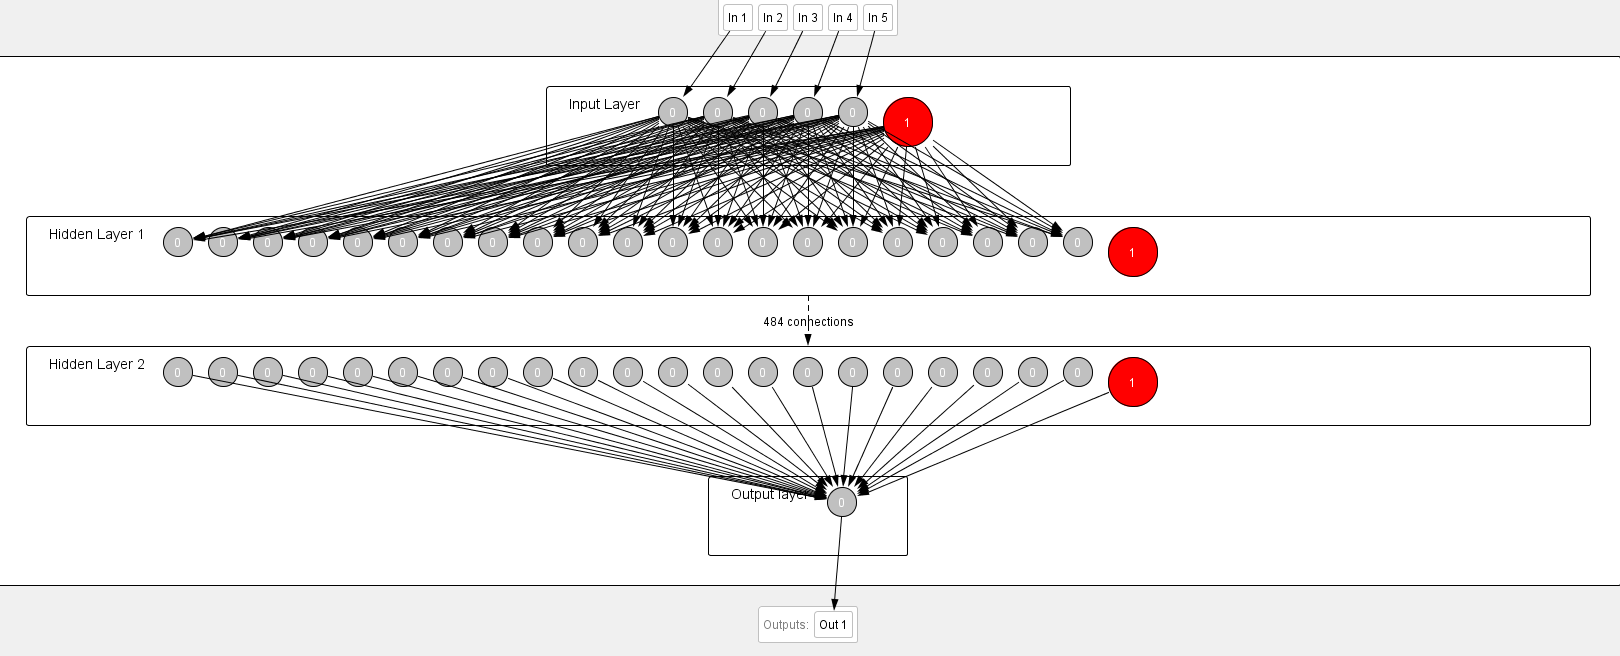 In 1 In 2 In 3 In 4 In 5
Input Layer 0 0 0 0 0 1
Hidden Layer 1 0 0 0 0 0 0 0 0 0 0 0 0 0 0 0 0 0 0 0 0 0 1
484 connections
Hidden Layer 2 0 0 0 0 0 0 0 0 0 0 0 0 0 0 0 0 0 0 0 0 0 1
Output layer 0
Outputs: Out 1